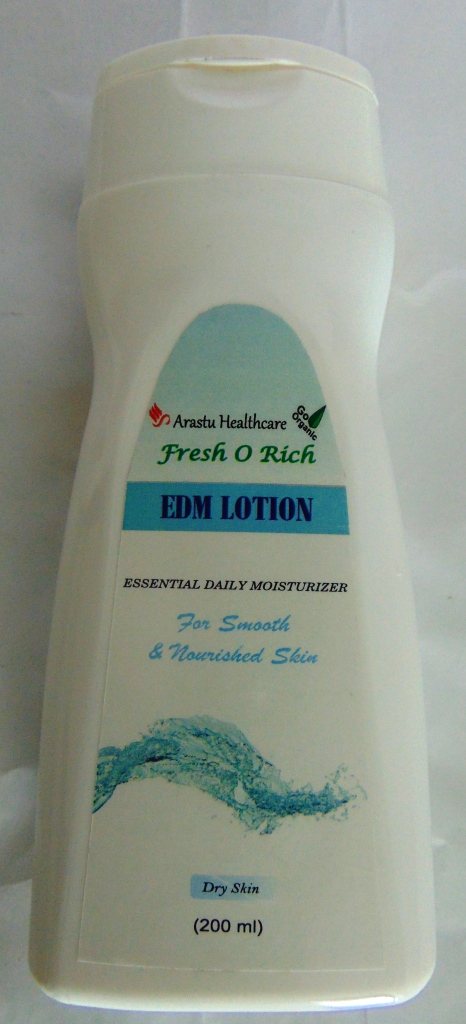 Arastu Healthcare
Go Organic
Fresh O Rich
EDM LOTION
ESSENTIAL DAILY MOISTURIZER
For Smooth
& Nourished Skin
Dry Skin
(200 ml)